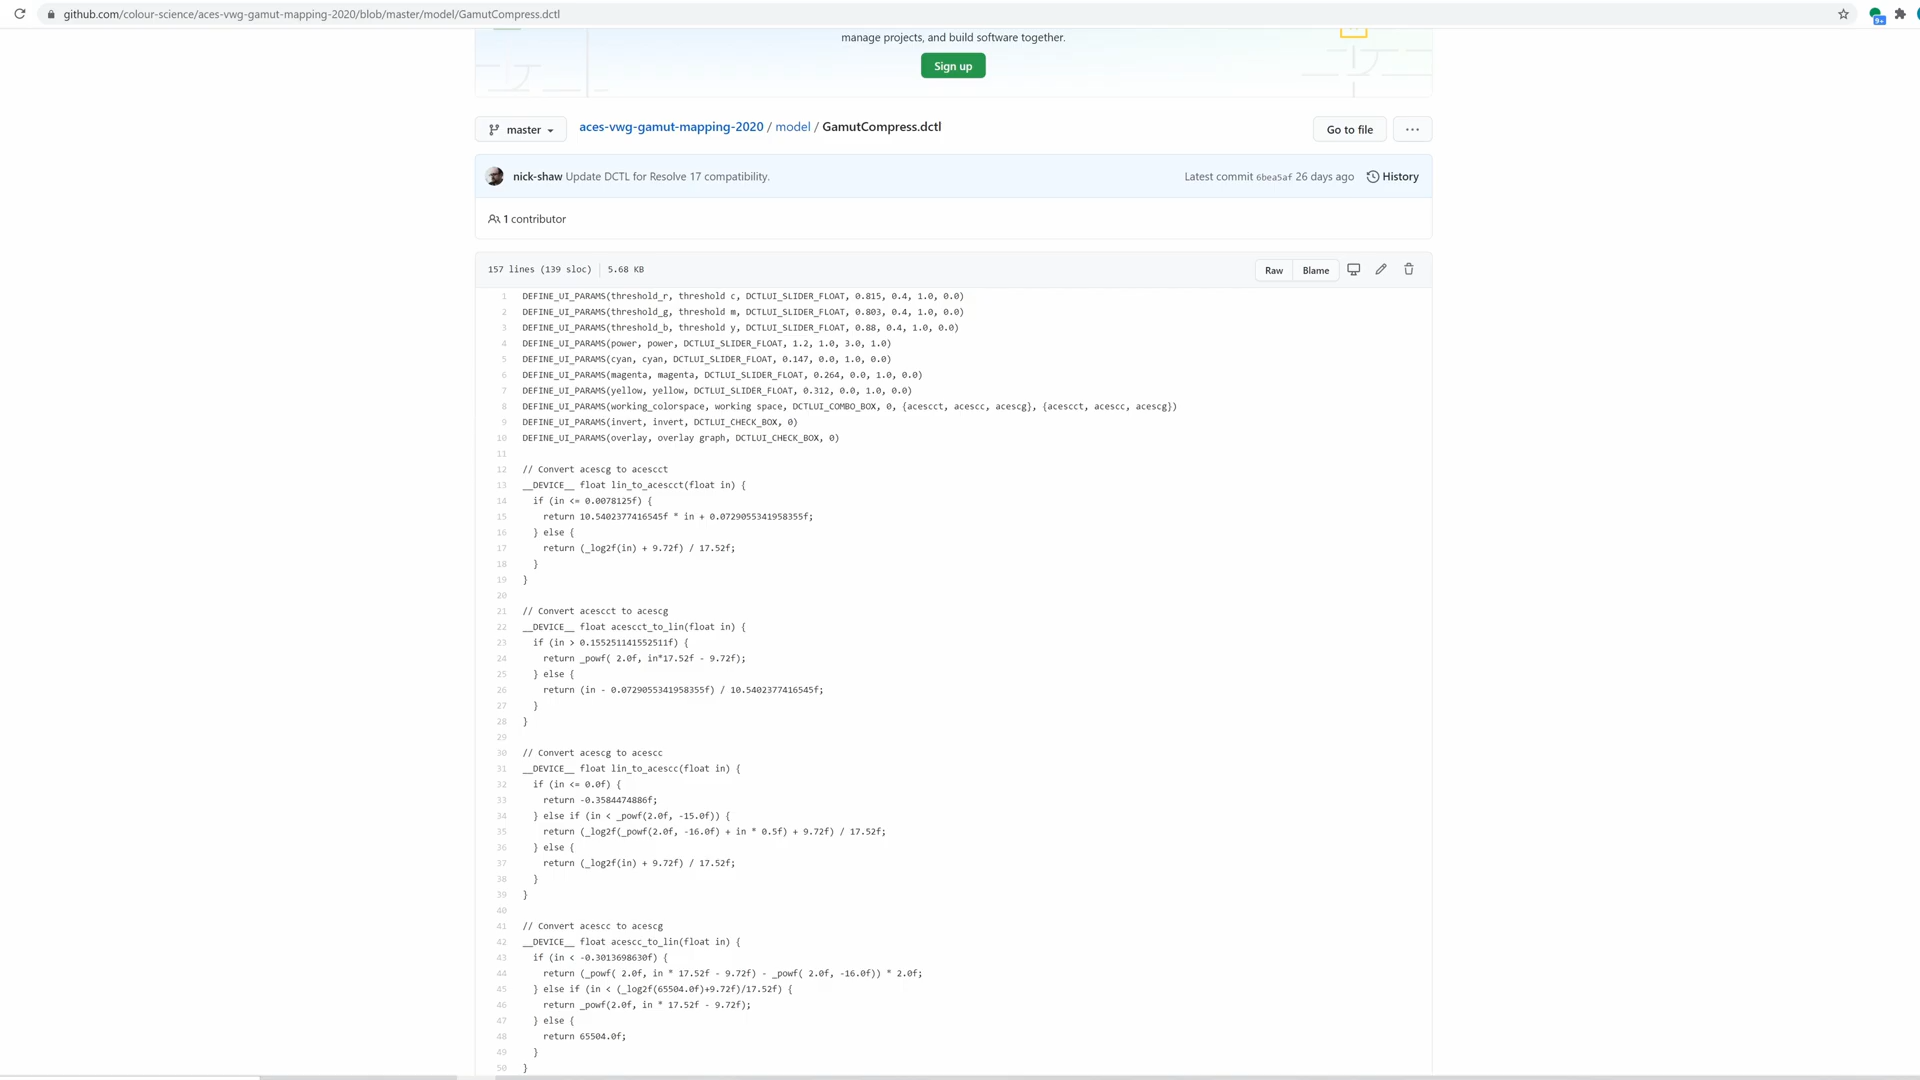 github.com/colour-science/aces-vwg-gamut-mapping-2020/blob/master/model/GamutCompress.dctl
9+
manage projects, and build software together.
Sign up
master
aces-vwg-gamut-mapping-2020 / model / GamutCompress.dctl
Go to file
...
nick-shaw Update DCTL for Resolve 17 compatibility.
Latest commit 6bea5af 26 days ago
History
1 contributor
157 lines (139 sloc) 5.68 KB
Raw
Blame
1 DEFINE_UI_PARAMS(threshold_r, threshold c, DCTLUI_SLIDER_FLOAT, 0.815, 0.4, 1.0, 0.0)
2 DEFINE_UI_PARAMS(threshold_g, threshold m, DCTLUI_SLIDER_FLOAT, 0.803, 0.4, 1.0, 0.0)
3 DEFINE_UI_PARAMS(threshold_b, threshold y, DCTLUI_SLIDER_FLOAT, 0.88, 0.4, 1.0, 0.0)
4 DEFINE_UI_PARAMS(power, power, DCTLUI_SLIDER_FLOAT, 1.2, 1.0, 3.0, 1.0)
5 DEFINE_UI_PARAMS(cyan, cyan, DCTLUI_SLIDER_FLOAT, 0.147, 0.0, 1.0, 0.0)
6 DEFINE_UI_PARAMS(magenta, magenta, DCTLUI_SLIDER_FLOAT, 0.264, 0.0, 1.0, 0.0)
7 DEFINE_UI_PARAMS(yellow, yellow, DCTLUI_SLIDER_FLOAT, 0.312, 0.0, 1.0, 0.0)
8 DEFINE_UI_PARAMS(working_colorspace, working space, DCTLUI_COMBO_BOX, 0, {acescct, acescc, acescg}, {acescct, acescc, acescg})
9 DEFINE_UI_PARAMS(invert, invert, DCTLUI_CHECK_BOX, 0)
10 DEFINE_UI_PARAMS(overlay, overlay graph, DCTLUI_CHECK_BOX, 0)
11
12 // Convert acescg to acescct
13 __DEVICE__ float lin_to_acescct(float in) {
14 if (in <= 0.0078125f) {
15 return 10.5402377416545f * in + 0.0729055341958355f;
16 } else {
17 return (_log2f(in) + 9.72f) / 17.52f;
18 }
19 }
20
21 // Convert acescct to acescg
22 __DEVICE__ float acescct_to_lin(float in) {
23 if (in > 0.155251141552511f) {
24 return _powf( 2.0f, in*17.52f - 9.72f);
25 } else {
26 return (in - 0.0729055341958355f) / 10.5402377416545f;
27 }
28 }
29
30 // Convert acescg to acescc
31 __DEVICE__ float lin_to_acescc(float in) {
32 if (in <= 0.0f) {
33 return -0.3584474886f;
34 } else if (in < _powf(2.0f, -15.0f)) {
35 return (_log2f(_powf(2.0f, -16.0f) + in * 0.5f) + 9.72f) / 17.52f;
36 } else {
37 return (_log2f(in) + 9.72f) / 17.52f;
38 }
39 }
40
41 // Convert acescc to acescg
42 __DEVICE__ float acescc_to_lin(float in) {
43 if (in < -0.3013698630f) {
44 return (_powf( 2.0f, in * 17.52f - 9.72f) - _powf( 2.0f, -16.0f)) * 2.0f;
45 } else if (in < (_log2f(65504.0f)+9.72f)/17.52f) {
46 return _powf(2.0f, in * 17.52f - 9.72f);
47 } else {
48 return 65504.0f;
49 }
50 }